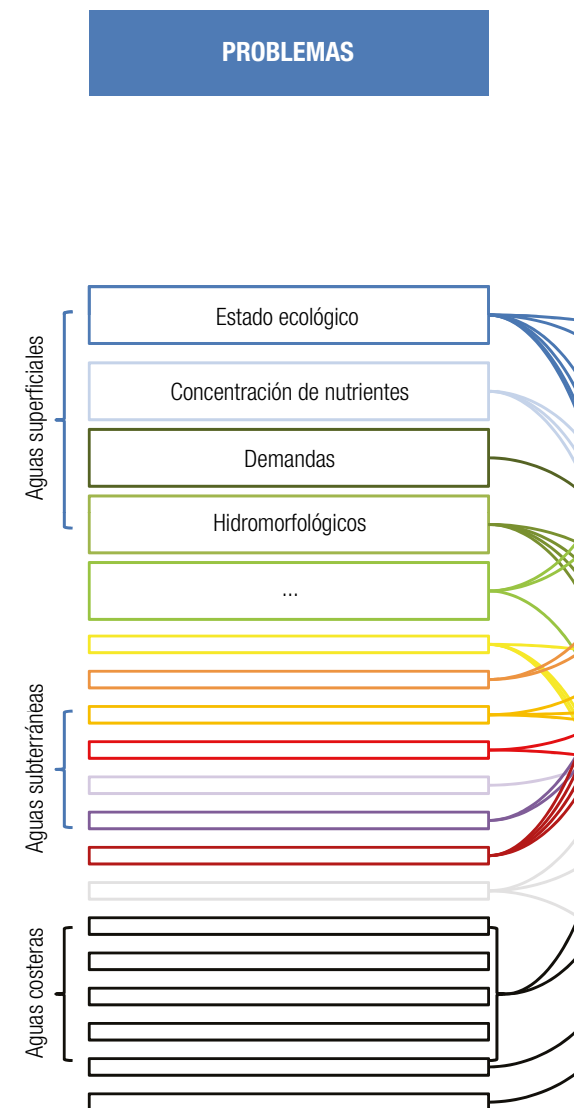 PROBLEMAS
Aguas superficiales
Estado ecológico
Concentración de nutrientes
Demandas
Hidromorfológicos
...
Aguas subterráneas
Aguas costeras